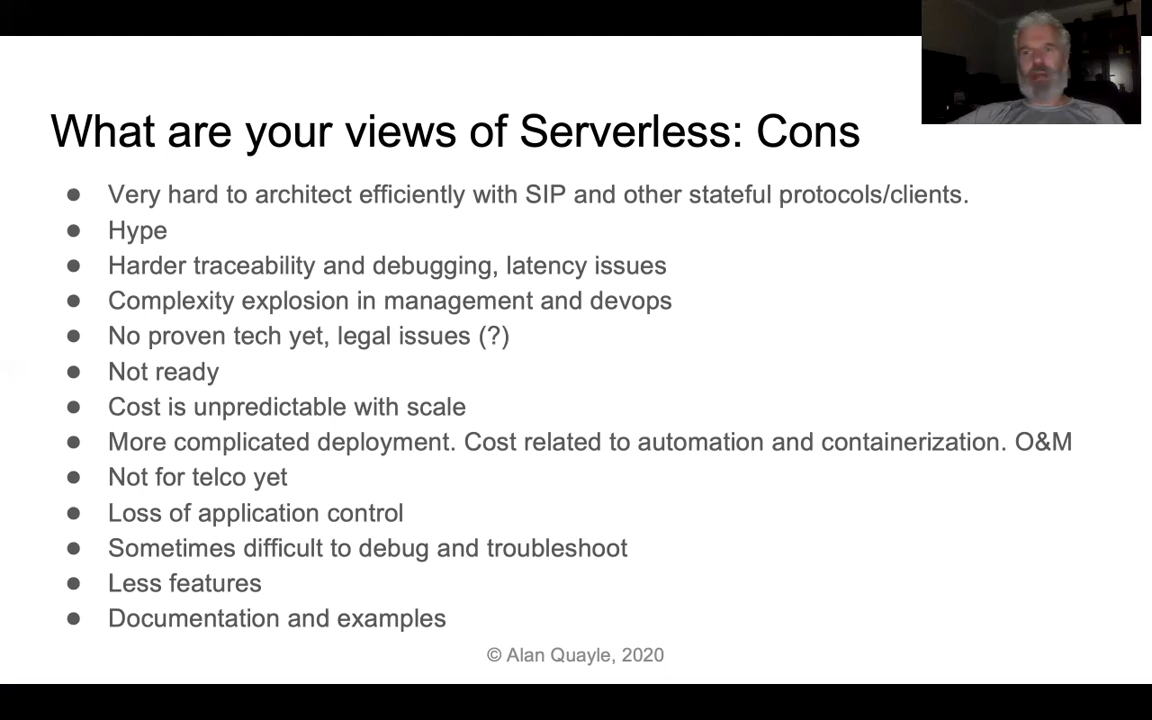 What are your views of Serverless: Cons
● Very hard to architect efficiently with SIP and other stateful protocols/clients.
● Hype
● Harder traceability and debugging, latency issues
● Complexity explosion in management and devops
● No proven tech yet, legal issues (?)
● Not ready
● Cost is unpredictable with scale
● More complicated deployment. Cost related to automation and containerization. O&M
● Not for telco yet
● Loss of application control
● Sometimes difficult to debug and troubleshoot
● Less features
● Documentation and examples
© Alan Quayle, 2020